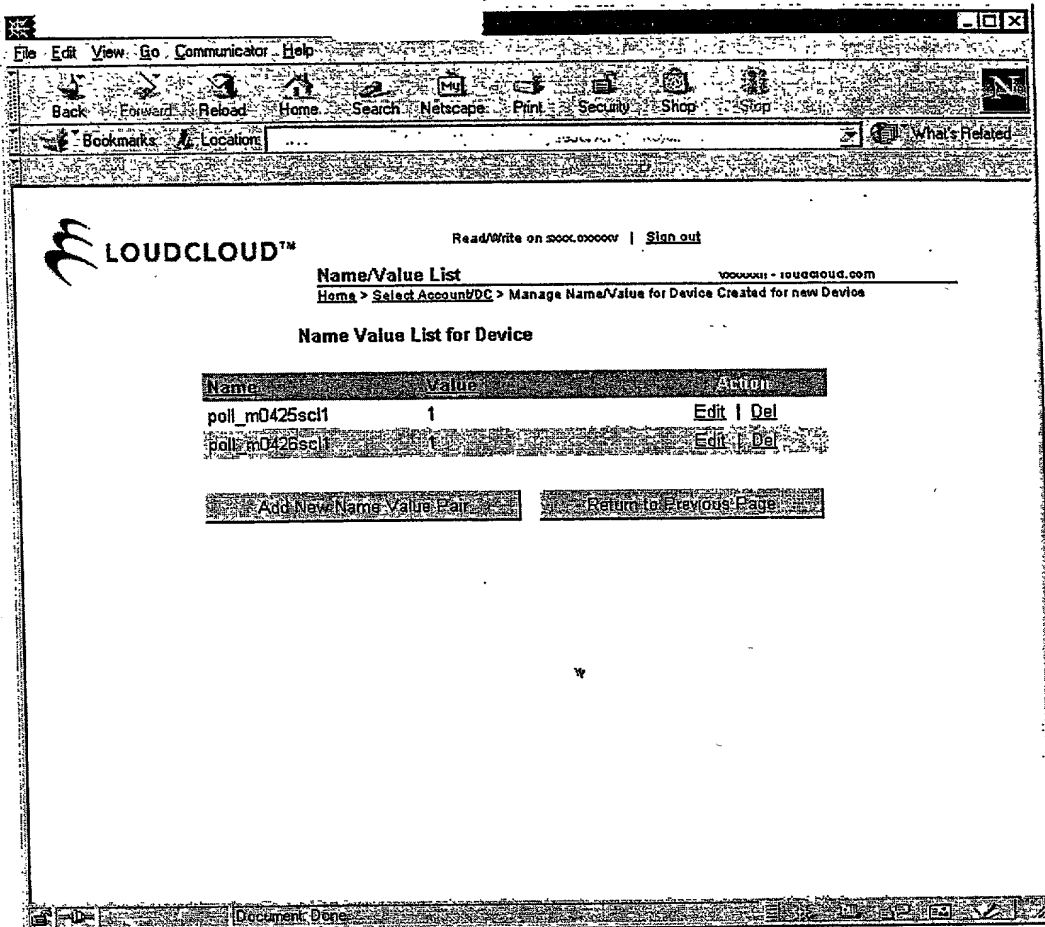 File Edit View Go Communicator Help
Back Forward Reload Home Search Netscape Print Security Shop Stop
My
N
Bookmarks Location: What's Related
LOUDCLOUD™
Read/Write on | Sign out
Name/Value List
Home > Select Account/DC > Manage Name/Value for Device Created for new Device
Name Value List for Device
Name Value Action
poll_m0425scl1 1 Edit | Del
poll_m0426scl1 1 Edit | Del
Add New Name Value Pair Return to Previous Page
Document: Done